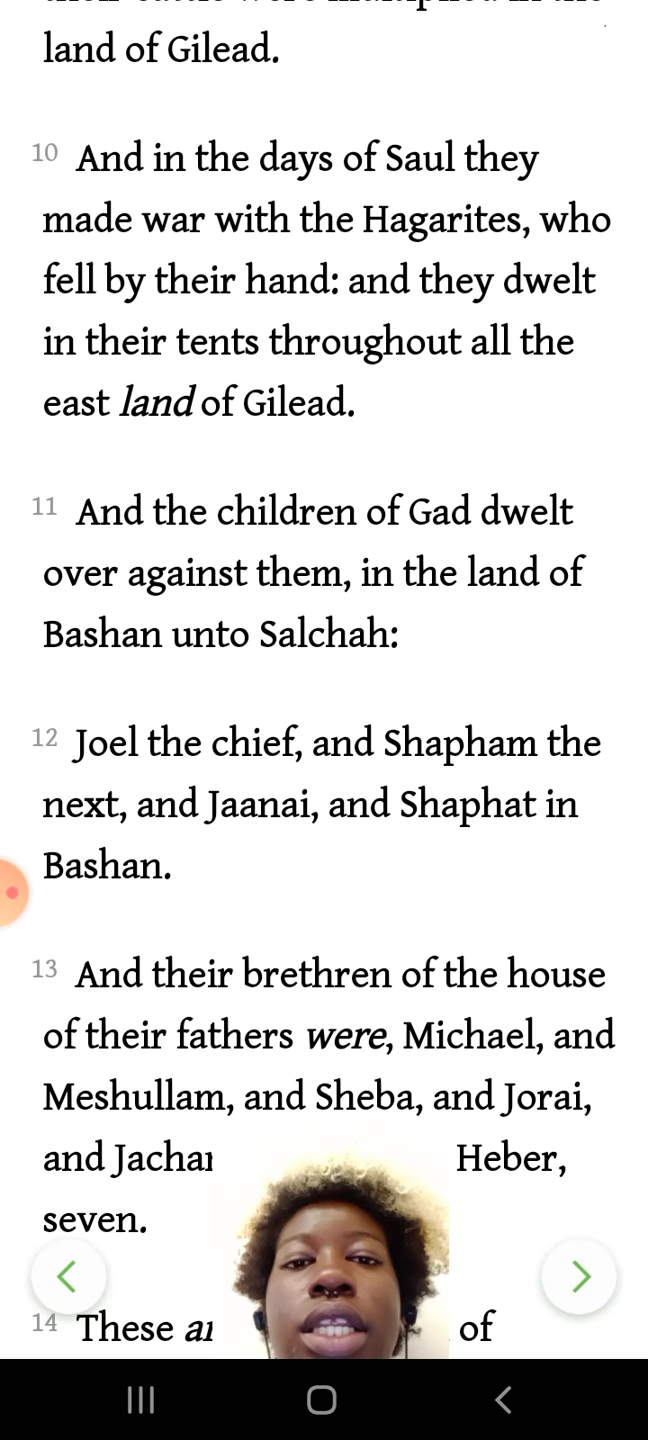 land of Gilead.
10 And in the days of Saul they
made war with the Hagarites, who
fell by their hand: and they dwelt
in their tents throughout all the
east land of Gilead.
11 And the children of Gad dwelt
over against them, in the land of
Bashan unto Salchah:
12 Joel the chief, and Shapham the
next, and Jaanai, and Shaphat in
Bashan.
13 And their brethren of the house
of their fathers were, Michael, and
Meshullam, and Sheba, and Jorai,
and Heber,
seven.
14 These of